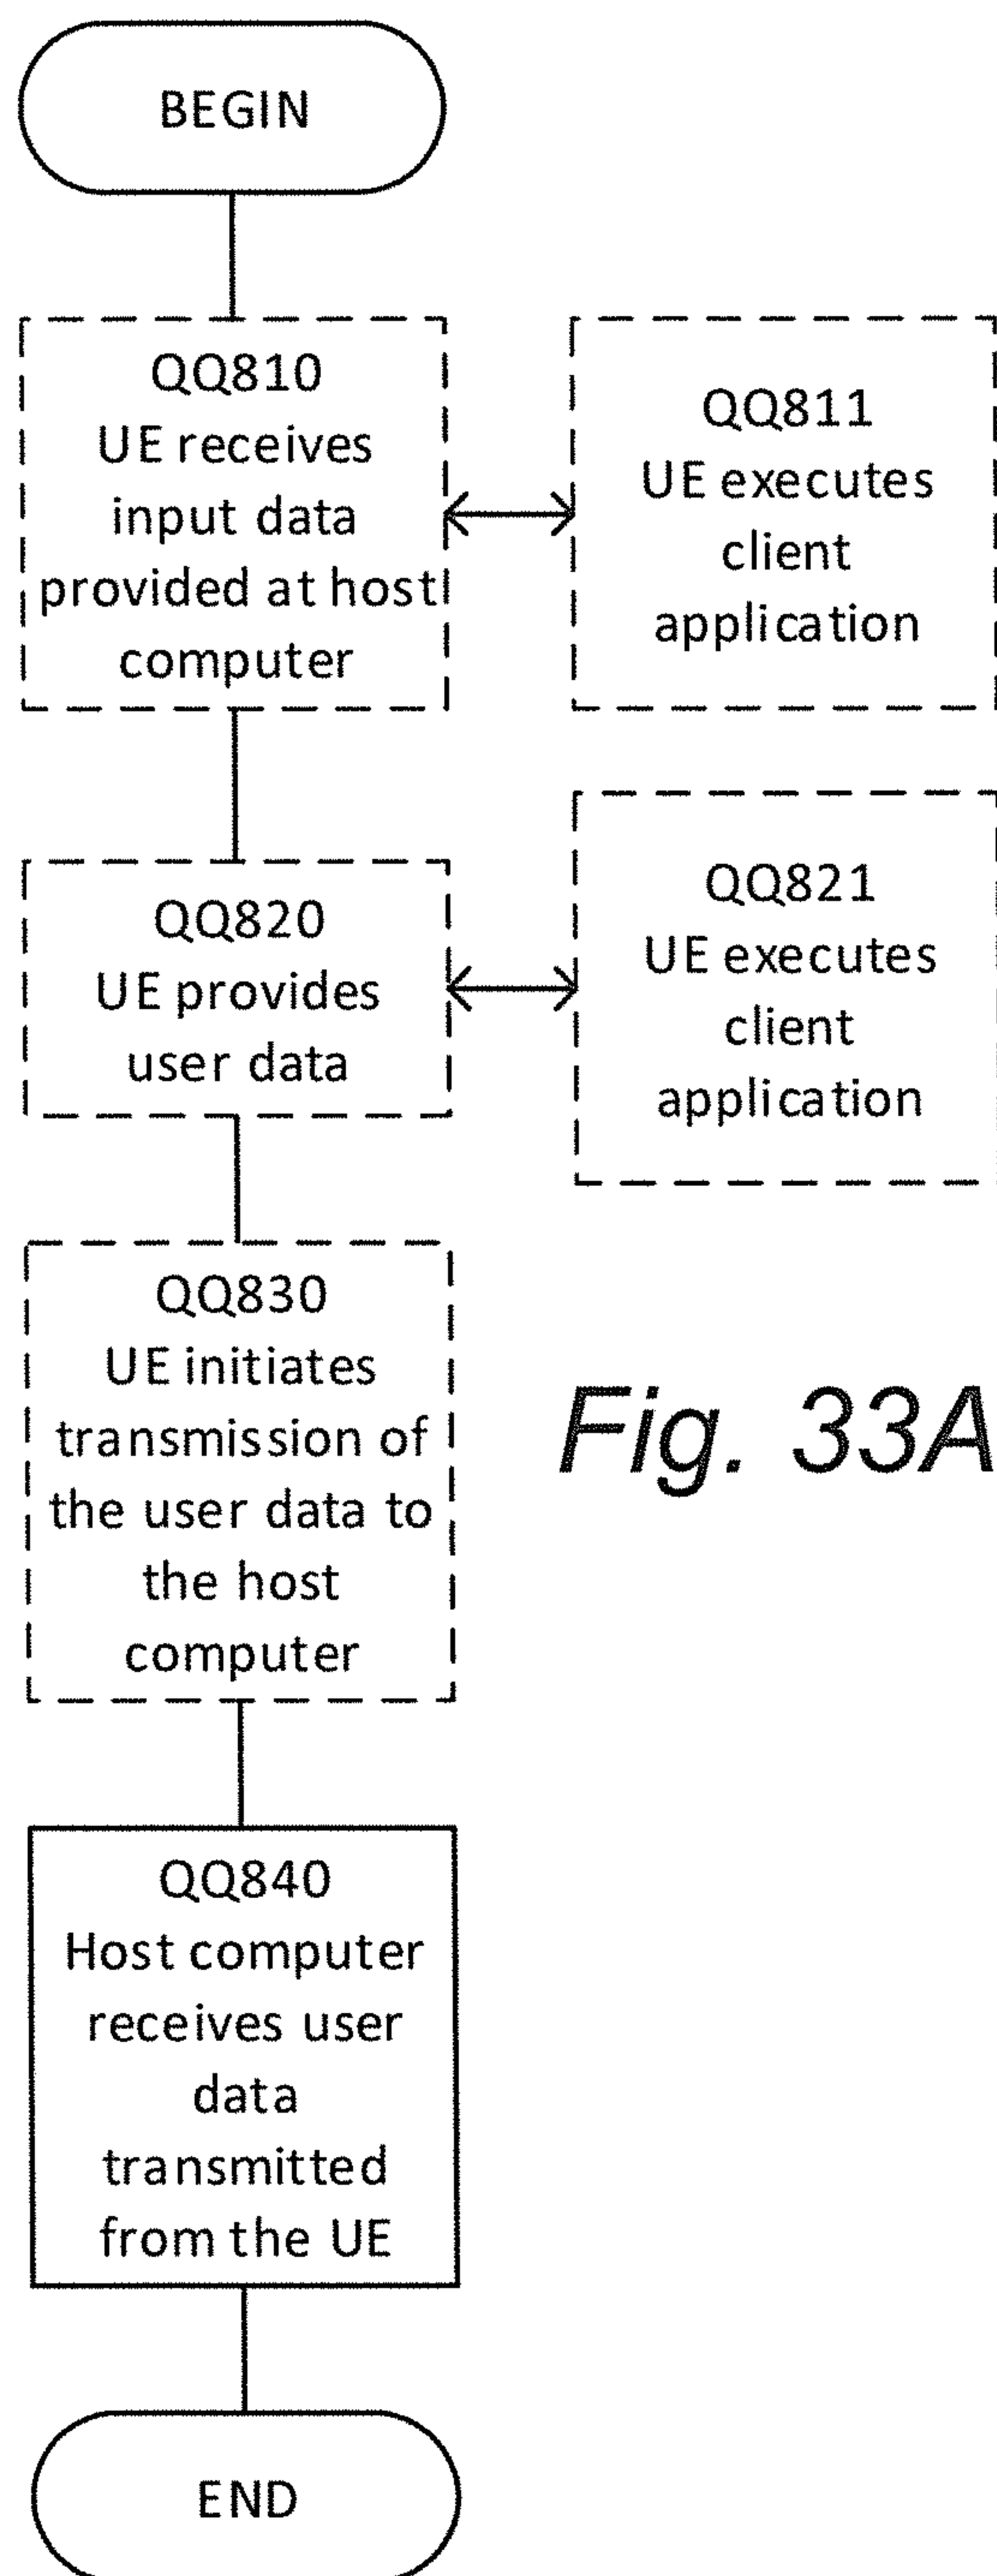 BEGIN
QQ810
UE receives
input data
provided at host
computer
QQ811
UE executes
client
application
QQ820
UE provides
user data
QQ821
UE executes
client
application
QQ830
UE initiates
transmission of
the user data to
the host
computer
Fig. 33A
QQ840
Host computer
receives user
data
transmitted
from the UE
END